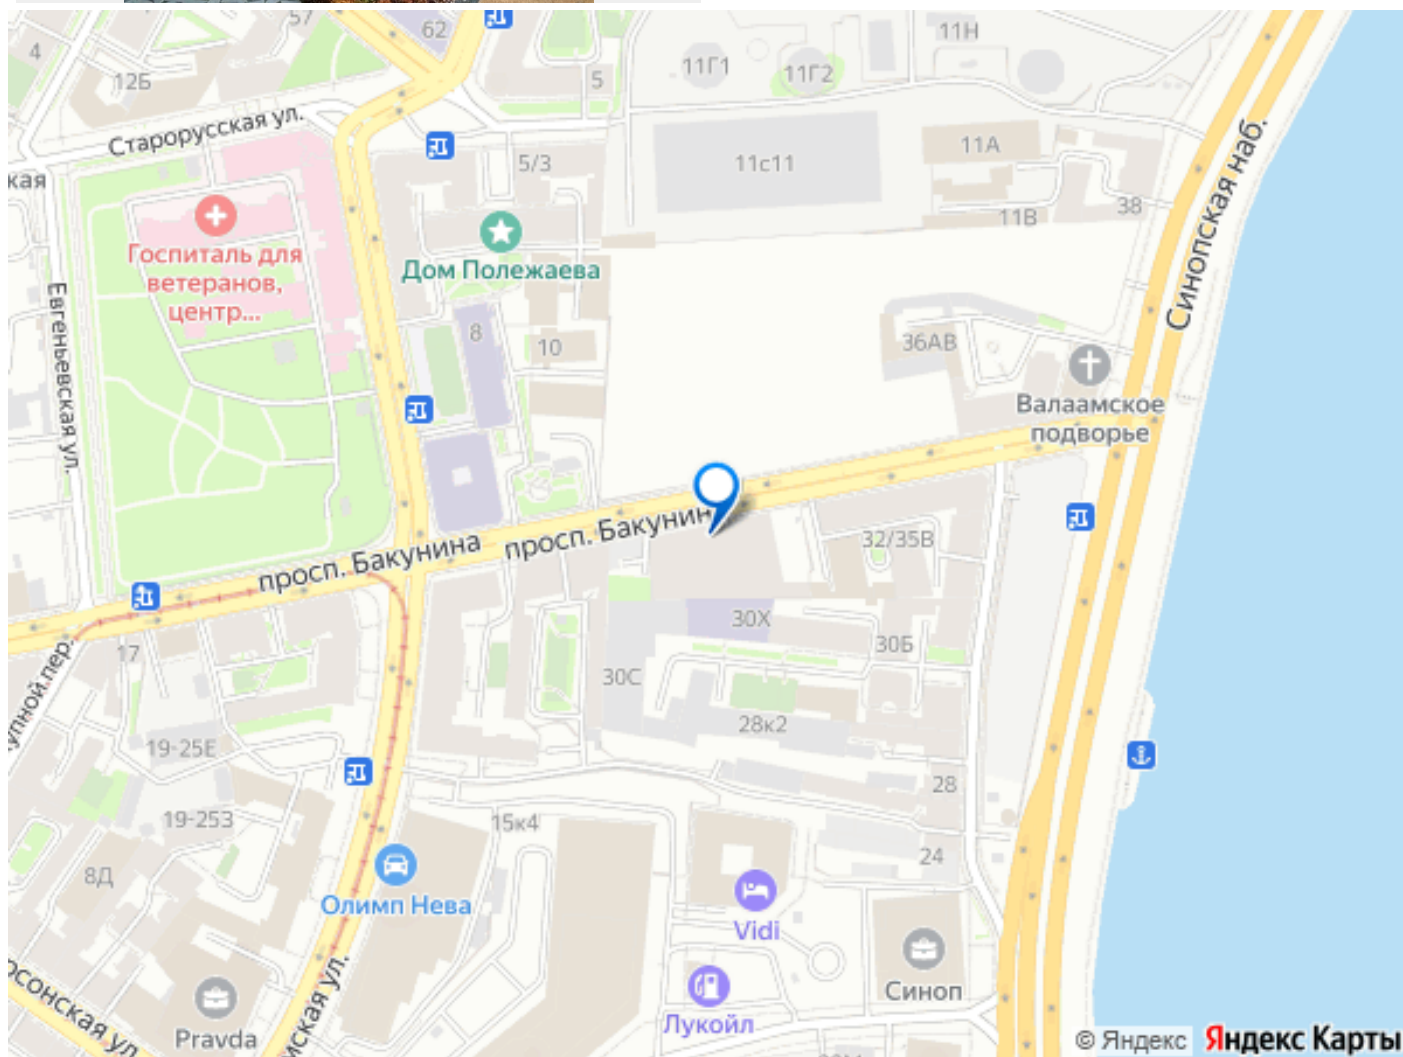 57
62
4
12Б
5
11Г1
11Г2
11Н
Старорусская ул.
5/3
11с11
11А
11В
38
кая
Госпиталь для
ветеранов,
центр...
Дом Полежаева
Синопская наб.
Евгеньевская ул.
8
10
36АВ
Валаамское
подворье
просп. Бакунина
просп. Бакунин
32/35В
17
30Х
30Б
30С
28к2
19-25Е
28
19-253
15к4
24
8Д
Олимп Нева
Vidi
Синоп
Лукойл
Pravda
© Яндекс Яндекс Карты